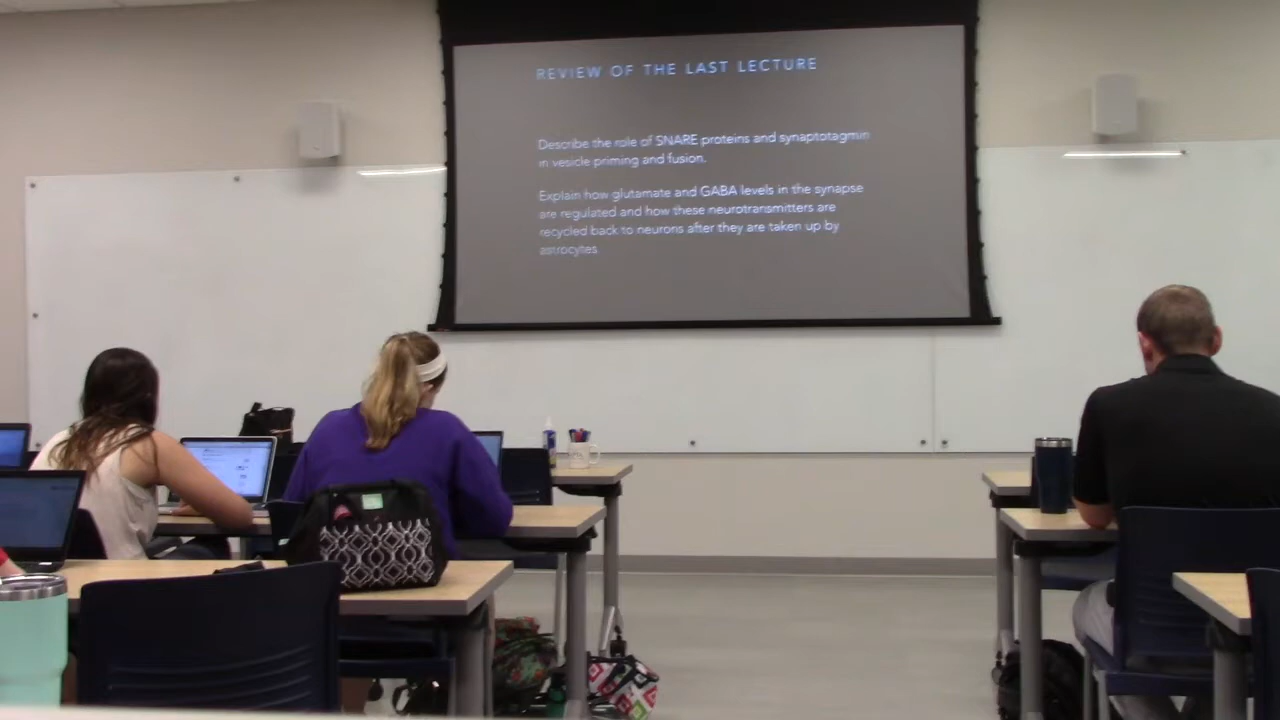 REVIEW OF THE LAST LECTURE
Describe the role of SNARE proteins and synaptotagmin
in vesicle priming and fusion.
Explain how glutamate and GABA levels in the synapse
are regulated and how these neurotransmitters are
recycled back to neurons after they are taken up by
astrocytes